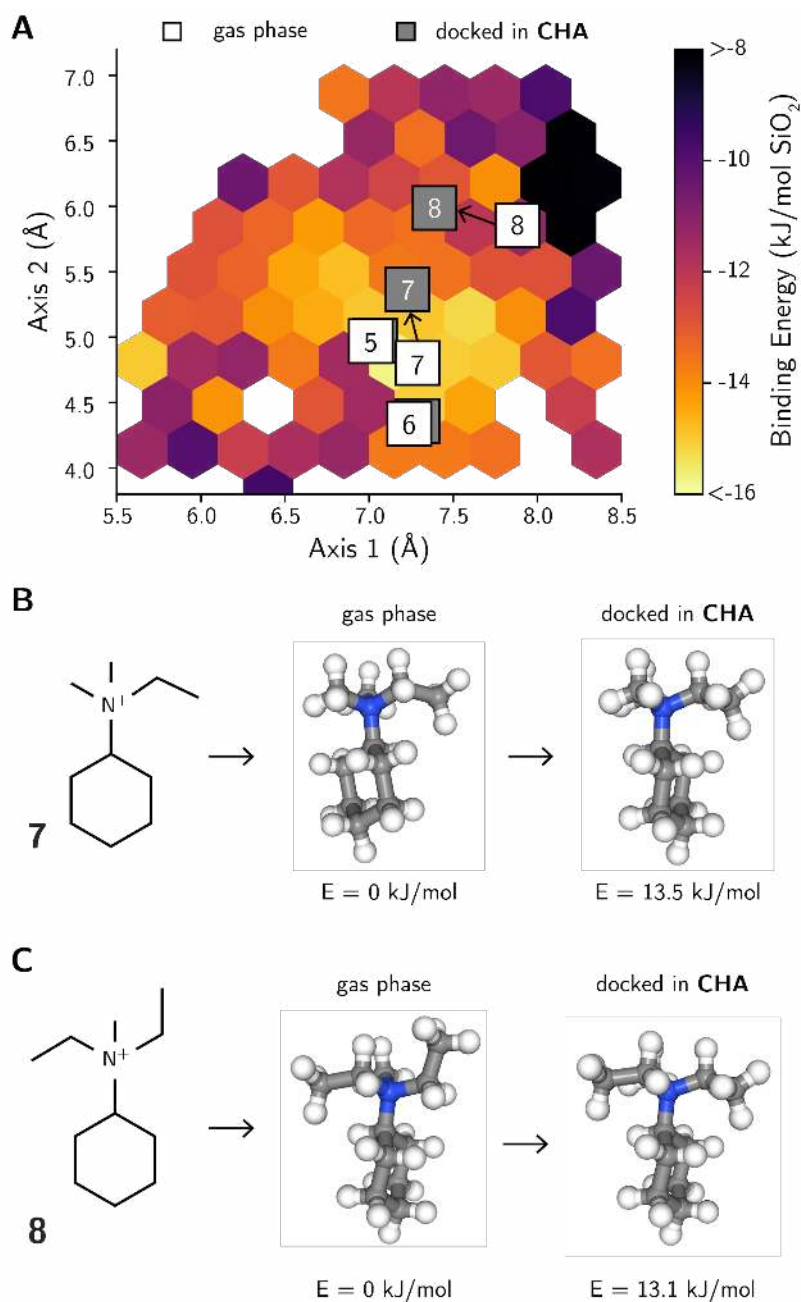 A
gas phase
docked in CHA
7.0
6.5
6.0
5.5
5.0
4.5
4.0
Axis 2 (Å)
8
8
7
5
7
6
5.5 6.0 6.5 7.0 7.5 8.0 8.5
Axis 1 (Å)
>-8
-10
-12
-14
<-16
Binding Energy (kJ/mol SiO₂)
B
gas phase
docked in CHA
N⁺
7
E = 0 kJ/mol
E = 13.5 kJ/mol
C
gas phase
docked in CHA
N⁺
8
E = 0 kJ/mol
E = 13.1 kJ/mol